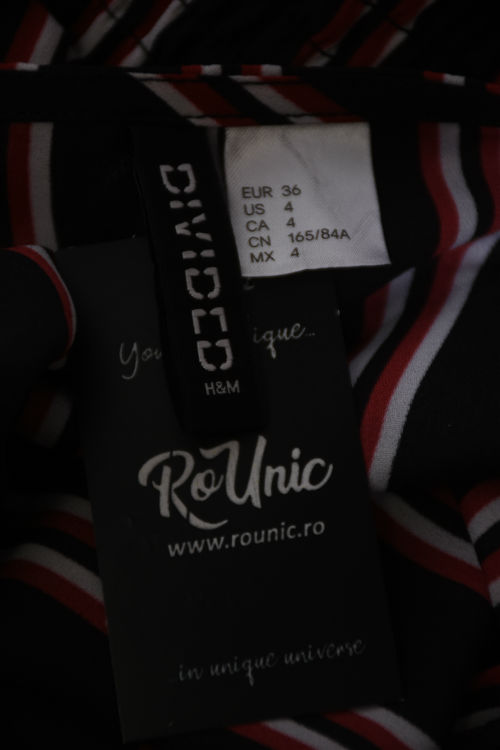 EUR 36
US 4
CA 4
CN 165/84A
MX 4
DIVIDED
H&M
RoUnic
www.rounic.ro
...in unique universe